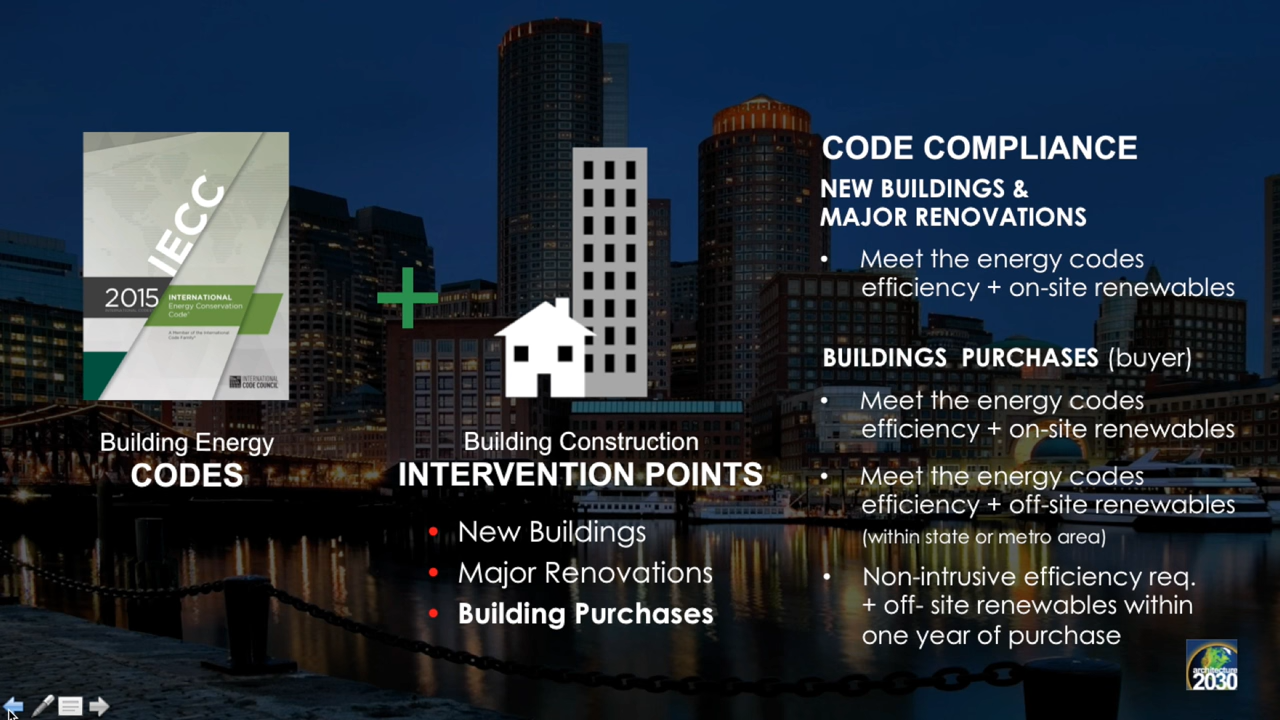 IECC
2015
INTERNATIONAL
Energy Conservation
Code®
A Member of the International
Code Family®
INTERNATIONAL
CODE COUNCIL
Building Energy
CODES
+
Building Construction
INTERVENTION POINTS
• New Buildings
• Major Renovations
• Building Purchases
CODE COMPLIANCE
NEW BUILDINGS &
MAJOR RENOVATIONS
• Meet the energy codes
efficiency + on-site renewables
BUILDINGS PURCHASES (buyer)
• Meet the energy codes
efficiency + on-site renewables
• Meet the energy codes
efficiency + off-site renewables
(within state or metro area)
• Non-intrusive efficiency req.
+ off- site renewables within
one year of purchase
architecture
2030